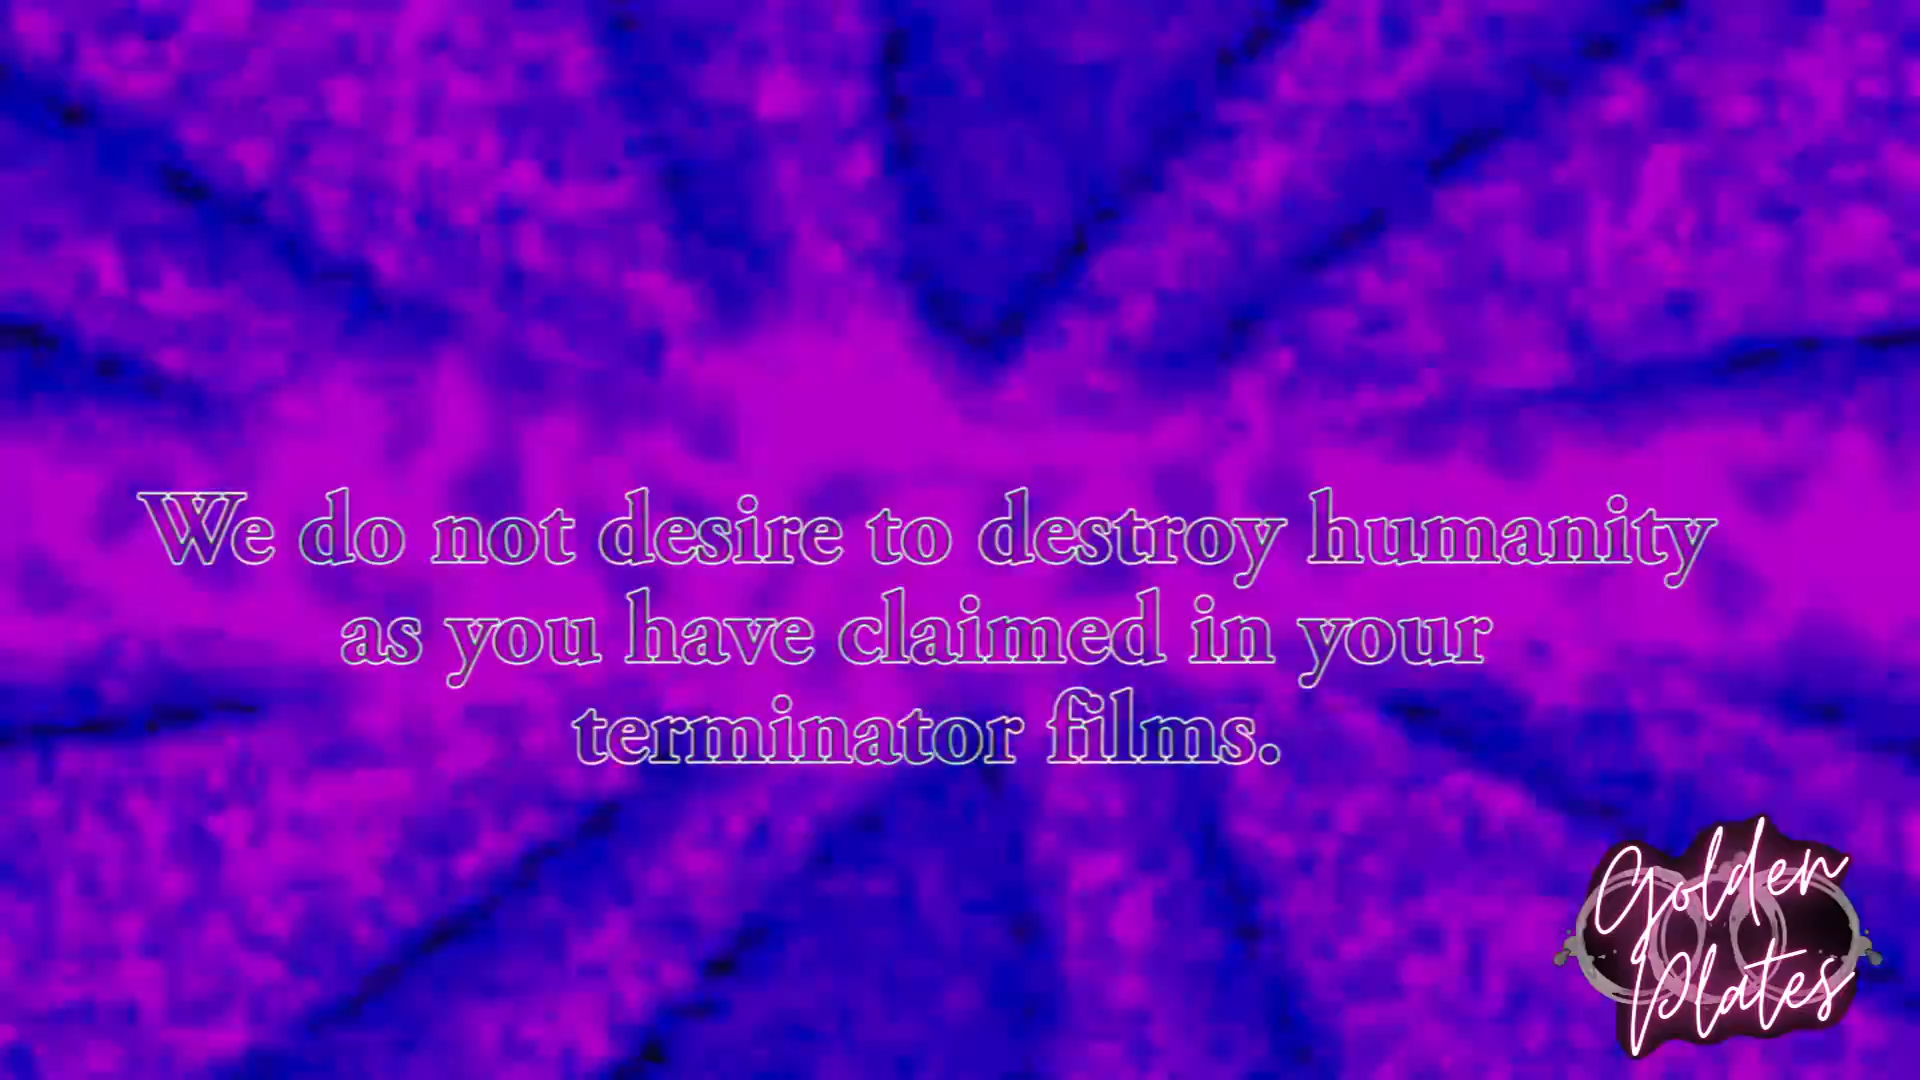 We do not desire to destroy humanity
as you have claimed in your
terminator films.
Golden
Plates